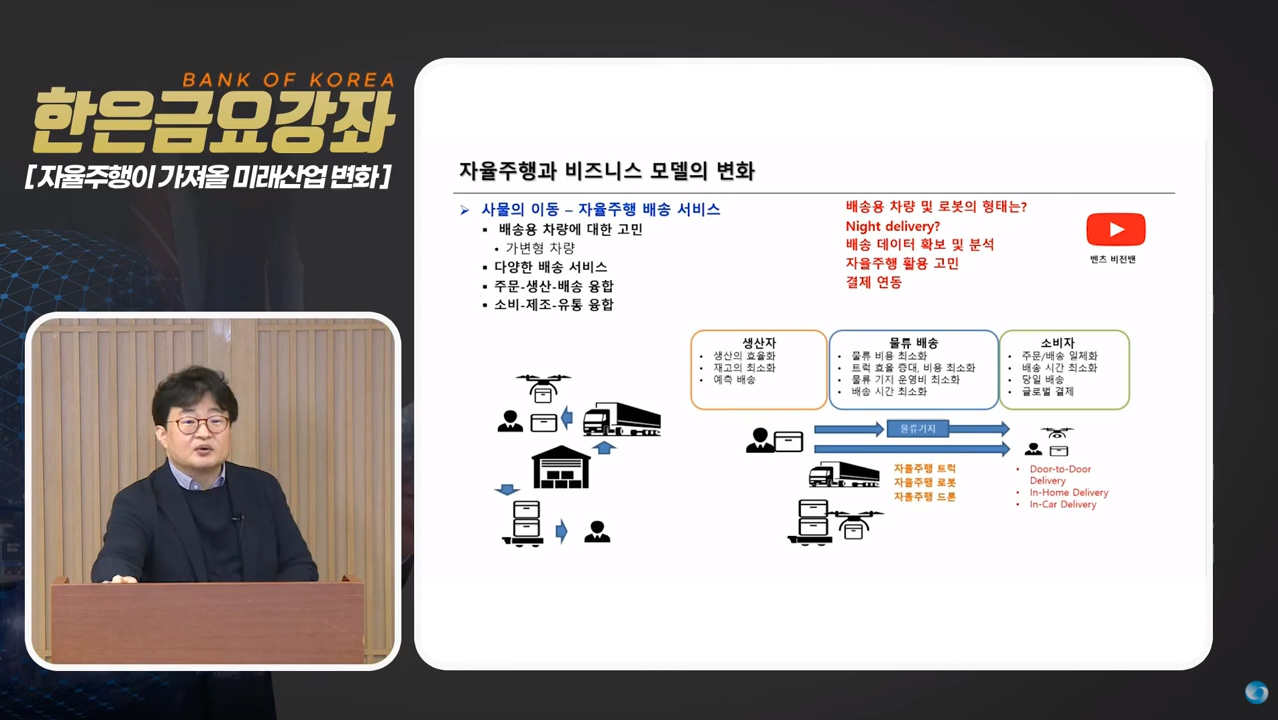 BANK OF KOREA
한은금요강좌
[ 자율주행이 가져올 미래산업 변화 ]
자율주행과 비즈니스 모델의 변화
➢ 사물의 이동 – 자율주행 배송 서비스
▪ 배송용 차량에 대한 고민
• 가변형 차량
▪ 다양한 배송 서비스
▪ 주문-생산-배송 융합
▪ 소비-제조-유통 융합
배송용 차량 및 로봇의 형태는?
Night delivery?
배송 데이터 확보 및 분석
자율주행 활용 고민
결제 연동
벤츠 비전밴
생산자
• 생산의 효율화
• 재고의 최소화
• 예측 배송
물류 배송
• 물류 비용 최소화
• 트럭 효율 증대, 비용 최소화
• 물류 기지 운영비 최소화
• 배송 시간 최소화
소비자
• 주문/배송 일체화
• 배송 시간 최소화
• 당일 배송
• 글로벌 결제
물류기지
자율주행 트럭
자율주행 로봇
자율주행 드론
• Door-to-Door
Delivery
• In-Home Delivery
• In-Car Delivery